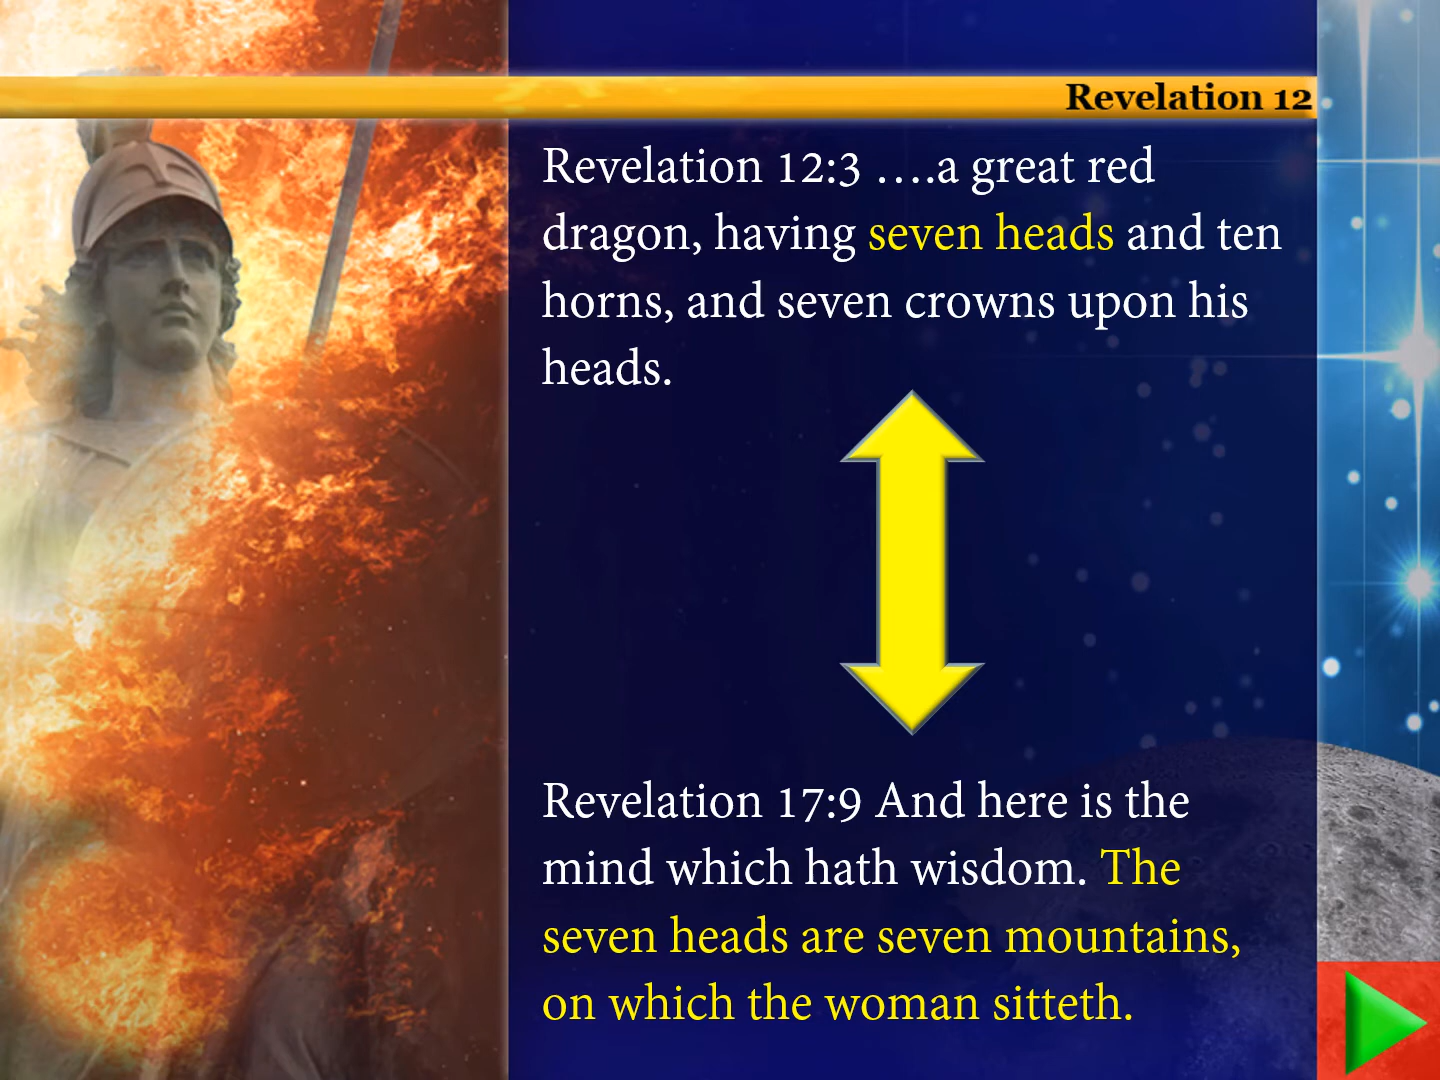 Revelation 12
Revelation 12:3 ….a great red
dragon, having seven heads and ten
horns, and seven crowns upon his
heads.
Revelation 17:9 And here is the
mind which hath wisdom. The
seven heads are seven mountains,
on which the woman sitteth.